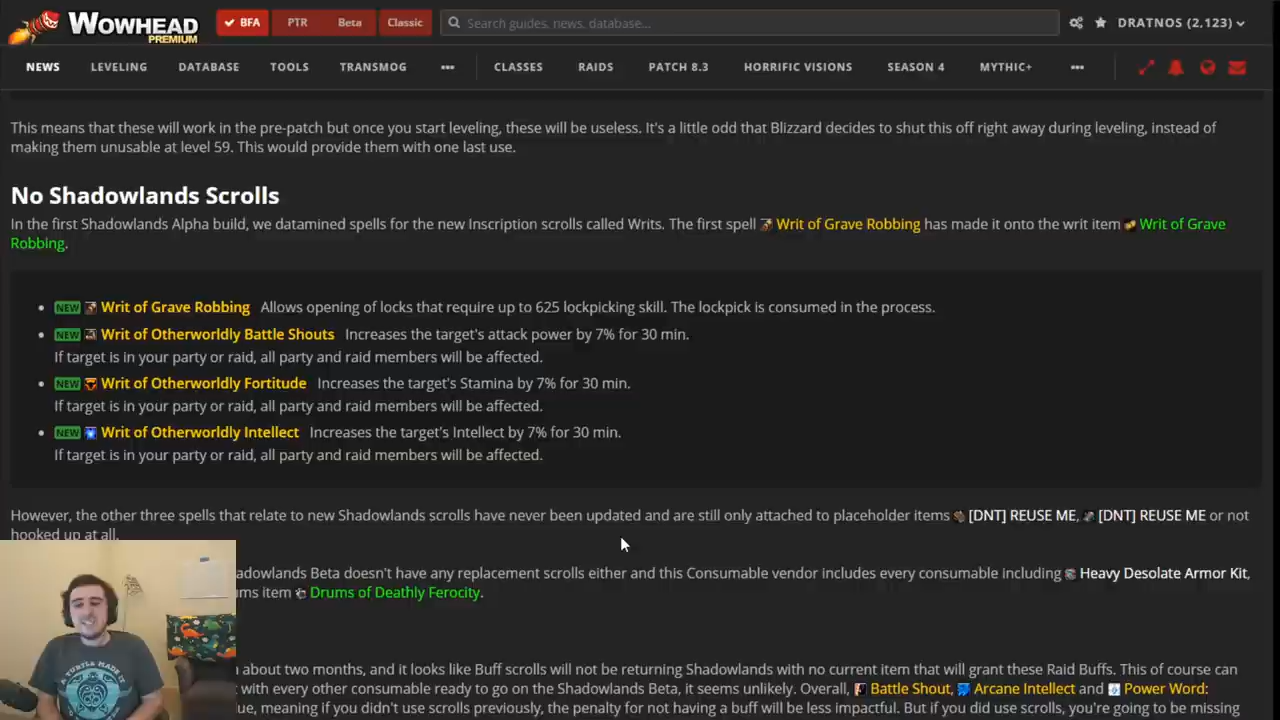 WOWHEAD
PREMIUM
BFA PTR Beta Classic
Search guides, news, database...
DRATNOS (2,123)
NEWS LEVELING DATABASE TOOLS TRANSMOG ••• CLASSES RAIDS PATCH 8.3 HORRIFIC VISIONS SEASON 4 MYTHIC+ •••
This means that these will work in the pre-patch but once you start leveling, these will be useless. It's a little odd that Blizzard decides to shut this off right away during leveling, instead of
making them unusable at level 59. This would provide them with one last use.
No Shadowlands Scrolls
In the first Shadowlands Alpha build, we datamined spells for the new Inscription scrolls called Writs. The first spell Writ of Grave Robbing has made it onto the writ item Writ of Grave
Robbing.
NEW Writ of Grave Robbing Allows opening of locks that require up to 625 lockpicking skill. The lockpick is consumed in the process.
NEW Writ of Otherworldly Battle Shouts Increases the target's attack power by 7% for 30 min.
If target is in your party or raid, all party and raid members will be affected.
NEW Writ of Otherworldly Fortitude Increases the target's Stamina by 7% for 30 min.
If target is in your party or raid, all party and raid members will be affected.
NEW Writ of Otherworldly Intellect Increases the target's Intellect by 7% for 30 min.
If target is in your party or raid, all party and raid members will be affected.
However, the other three spells that relate to new Shadowlands scrolls have never been updated and are still only attached to placeholder items [DNT] REUSE ME, [DNT] REUSE ME or not
hooked up at all.
adowlands Beta doesn't have any replacement scrolls either and this Consumable vendor includes every consumable including Heavy Desolate Armor Kit,
ms item Drums of Deathly Ferocity.
about two months, and it looks like Buff scrolls will not be returning Shadowlands with no current item that will grant these Raid Buffs. This of course can
with every other consumable ready to go on the Shadowlands Beta, it seems unlikely. Overall, Battle Shout, Arcane Intellect and Power Word:
ue, meaning if you didn't use scrolls previously, the penalty for not having a buff will be less impactful. But if you did use scrolls, you're going to be missing